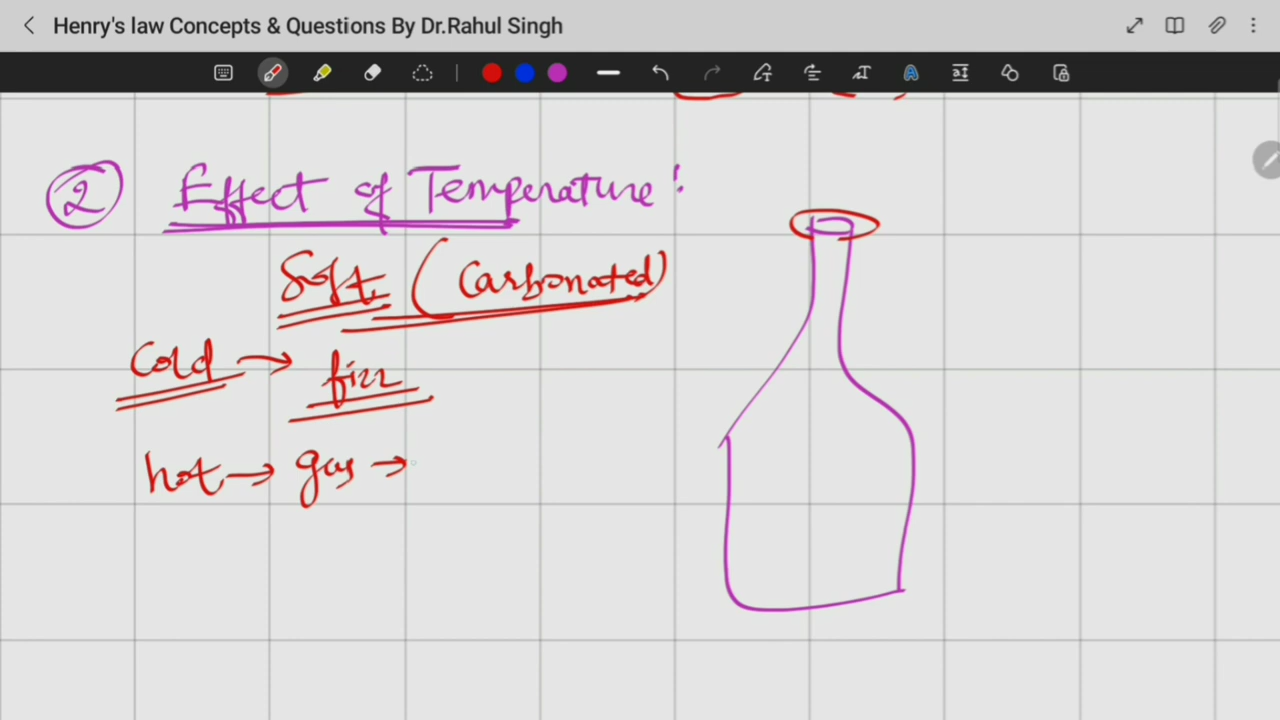 Henry's law Concepts & Questions By Dr.Rahul Singh
② Effect of Temperature:
Soft (Carbonated)
Cold → fizz
hot → gas →